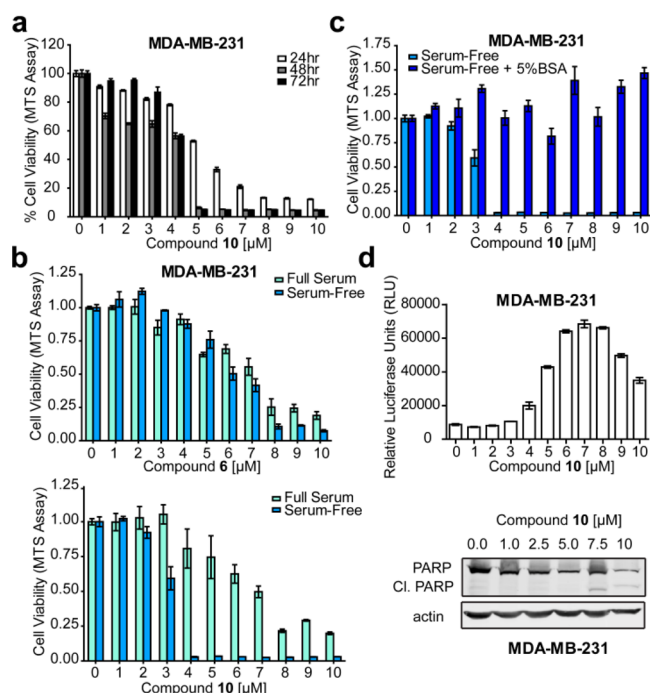 a
MDA-MB-231
% Cell Viability (MTS Assay)
120
100
80
60
40
20
0
24hr
48hr
72hr
0 1 2 3 4 5 6 7 8 9 10
Compound 10 [µM]
b
MDA-MB-231
Cell Viability (MTS Assay)
1.25
1.00
0.75
0.50
0.25
0.00
Full Serum
Serum-Free
0 1 2 3 4 5 6 7 8 9 10
Compound 6 [µM]
Cell Viability (MTS Assay)
1.25
1.00
0.75
0.50
0.25
0.00
Full Serum
Serum-Free
0 1 2 3 4 5 6 7 8 9 10
Compound 10 [µM]
c
MDA-MB-231
Cell Viability (MTS Assay)
1.75
1.50
1.25
1.00
0.75
0.50
0.25
0.00
Serum-Free
Serum-Free + 5%BSA
0 1 2 3 4 5 6 7 8 9 10
Compound 10 [µM]
d
MDA-MB-231
Relative Luciferase Units (RLU)
80000
60000
40000
20000
0
0 1 2 3 4 5 6 7 8 9 10
Compound 10 [µM]
Compound 10 [µM]
0.0 1.0 2.5 5.0 7.5 10
PARP
Cl. PARP
actin
MDA-MB-231